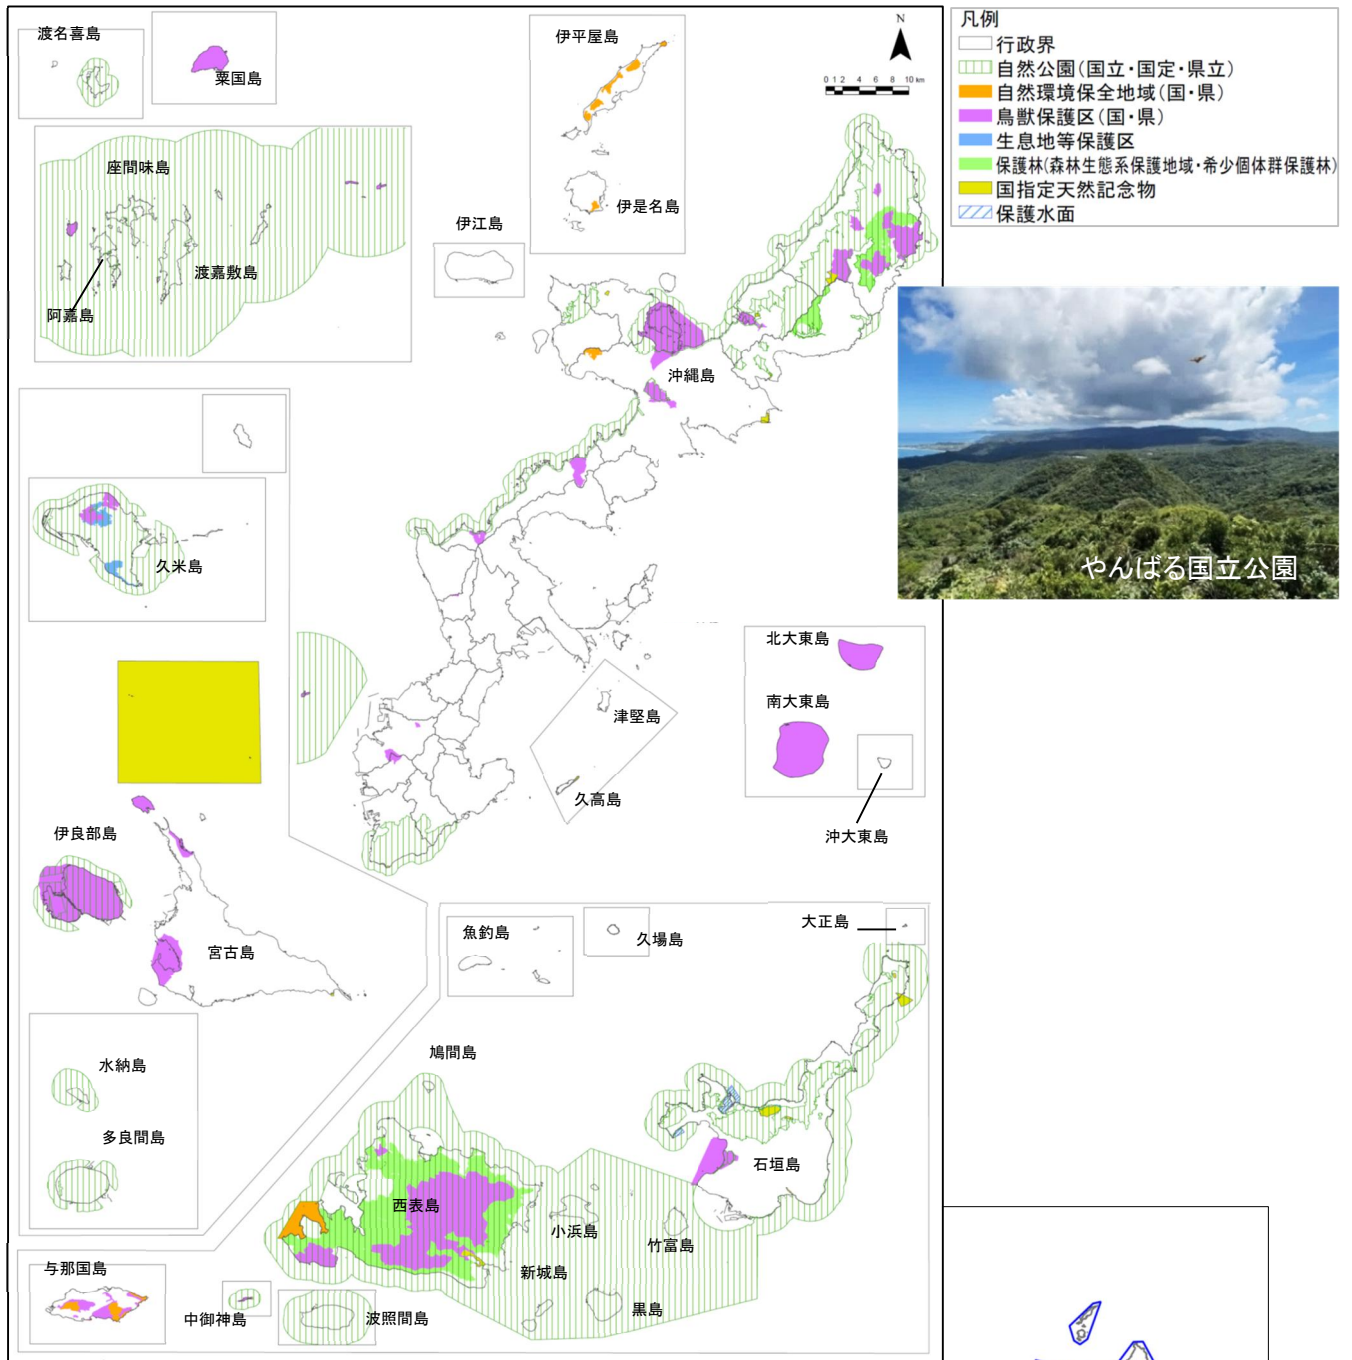 渡名喜島
粟国島
伊平屋島
伊是名島
N
0 1 2 4 6 8 10 km
凡例
行政界
自然公園(国立・国定・県立)
自然環境保全地域(国・県)
鳥獣保護区(国・県)
生息地等保護区
保護林(森林生態系保護地域・希少個体群保護林)
国指定天然記念物
保護水面
座間味島
渡嘉敷島
阿嘉島
伊江島
沖縄島
やんばる国立公園
久米島
北大東島
南大東島
沖大東島
津堅島
久高島
伊良部島
宮古島
魚釣島
久場島
大正島
水納島
多良間島
鳩間島
石垣島
西表島
小浜島
竹富島
新城島
黒島
与那国島
中御神島
波照間島